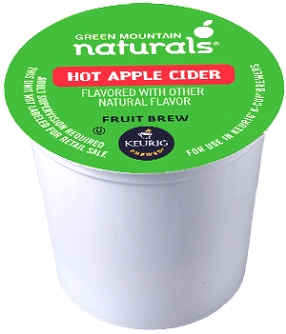 GREEN MOUNTAIN
naturals®
HOT APPLE CIDER
FLAVORED WITH OTHER
NATURAL FLAVOR
FRUIT BREW
U
KEURIG
BREWED
ADULT SUPERVISION REQUIRED
THIS UNIT NOT LABELED FOR RETAIL SALE
FOR USE IN KEURIG K-CUP BREWERS